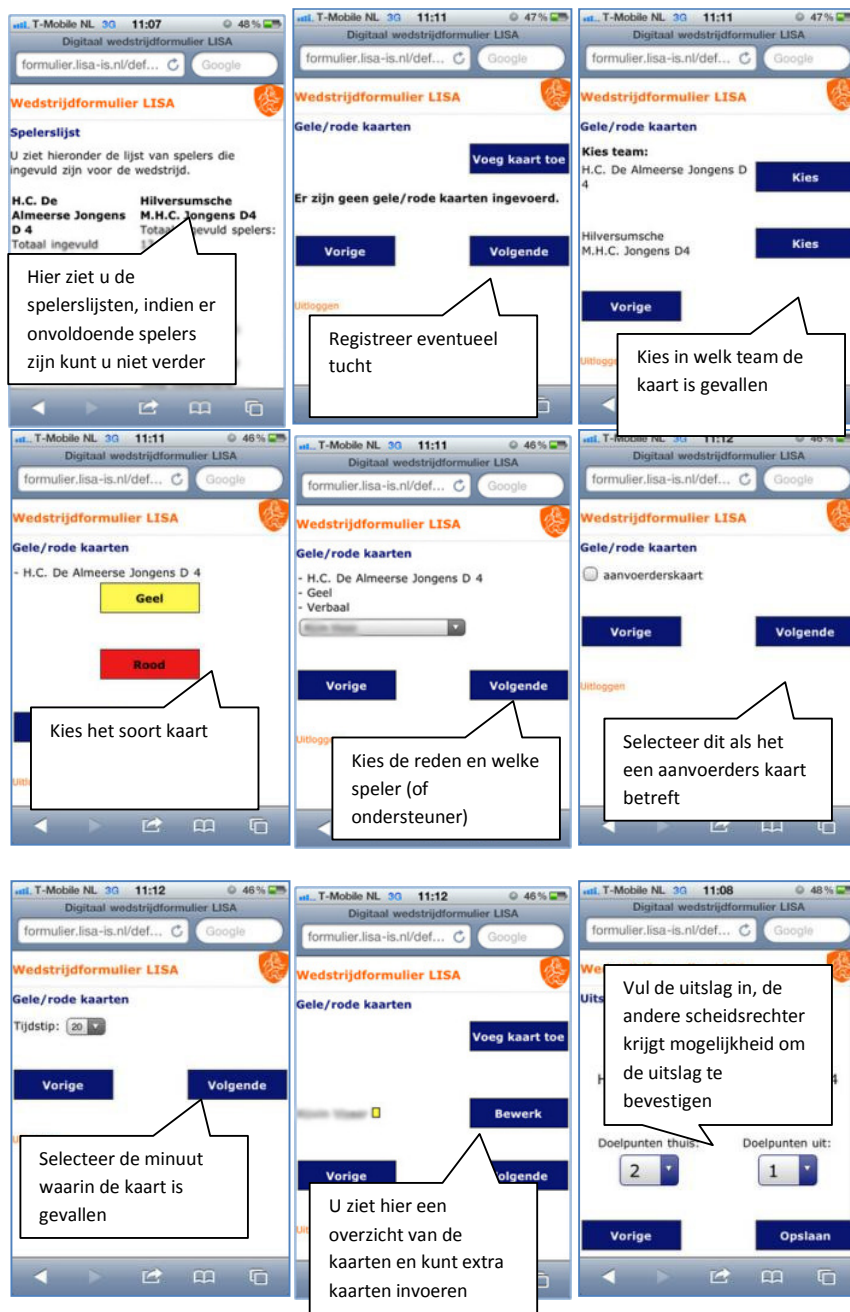 T-Mobile NL 3G 11:07 48%
Digitaal wedstrijdformulier LISA
formulier.lisa-is.nl/def... Google
Wedstrijdformulier LISA
Spelerslijst
U ziet hieronder de lijst van spelers die
ingevuld zijn voor de wedstrijd.
H.C. De
Almeerse Jongens
D 4
Totaal ingevuld
Hilversumsche
M.H.C. Jongens D4
Totaal ingevuld spelers:
Hier ziet u de
spelerslijsten, indien er
onvoldoende spelers
zijn kunt u niet verder
T-Mobile NL 3G 11:11 47%
Digitaal wedstrijdformulier LISA
formulier.lisa-is.nl/def... Google
Wedstrijdformulier LISA
Gele/rode kaarten
Voeg kaart toe
Er zijn geen gele/rode kaarten ingevoerd.
Vorige Volgende
Uitloggen
Registreer eventueel
tucht
T-Mobile NL 3G 11:11 47%
Digitaal wedstrijdformulier LISA
formulier.lisa-is.nl/def... Google
Wedstrijdformulier LISA
Gele/rode kaarten
Kies team:
H.C. De Almeerse Jongens D
4
Kies
Hilversumsche
M.H.C. Jongens D4
Kies
Vorige
Uitlogg
Kies in welk team de
kaart is gevallen
T-Mobile NL 3G 11:11 46%
Digitaal wedstrijdformulier LISA
formulier.lisa-is.nl/def... Google
Wedstrijdformulier LISA
Gele/rode kaarten
- H.C. De Almeerse Jongens D 4
Geel
Rood
Kies het soort kaart
T-Mobile NL 3G 11:11 46%
Digitaal wedstrijdformulier LISA
formulier.lisa-is.nl/def... Google
Wedstrijdformulier LISA
Gele/rode kaarten
- H.C. De Almeerse Jongens D 4
- Geel
- Verbaal
Vorige Volgende
Uitlogg
Kies de reden en welke
speler (of
ondersteuner)
T-Mobile NL 3G 11:12 46%
Digitaal wedstrijdformulier LISA
formulier.lisa-is.nl/def... Google
Wedstrijdformulier LISA
Gele/rode kaarten
aanvoerderskaart
Vorige Volgende
Uitloggen
Selecteer dit als het
een aanvoerders kaart
betreft
T-Mobile NL 3G 11:12 46%
Digitaal wedstrijdformulier LISA
formulier.lisa-is.nl/def... Google
Wedstrijdformulier LISA
Gele/rode kaarten
Tijdstip: 20
Vorige Volgende
Selecteer de minuut
waarin de kaart is
gevallen
T-Mobile NL 3G 11:12 46%
Digitaal wedstrijdformulier LISA
formulier.lisa-is.nl/def... Google
Wedstrijdformulier LISA
Gele/rode kaarten
Voeg kaart toe
Bewerk
Vorige Volgende
U ziet hier een
overzicht van de
kaarten en kunt extra
kaarten invoeren
T-Mobile NL 3G 11:08 48%
Digitaal wedstrijdformulier LISA
formulier.lisa-is.nl/def... Google
We
Uits
Vul de uitslag in, de
andere scheidsrechter
krijgt mogelijkheid om
de uitslag te
bevestigen
Doelpunten thuis: Doelpunten uit:
2 1
Vorige Opslaan